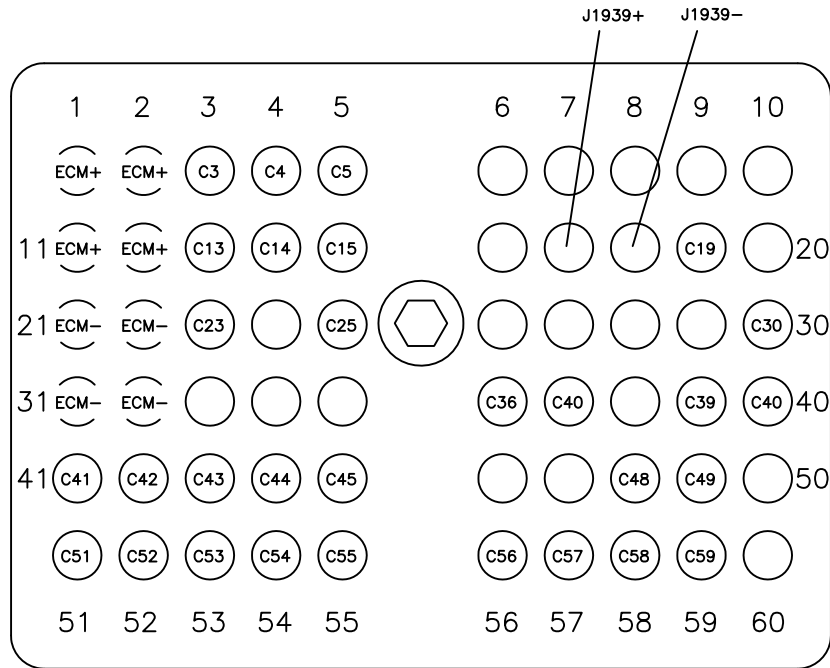 J1939+ J1939-
1 2 3 4 5 6 7 8 9 10
ECM+ ECM+ C3 C4 C5
11 ECM+ ECM+ C13 C14 C15 C19 20
21 ECM- ECM- C23 C25 C30 30
31 ECM- ECM- C36 C40 C39 C40 40
41 C41 C42 C43 C44 C45 C48 C49 50
C51 C52 C53 C54 C55 C56 C57 C58 C59
51 52 53 54 55 56 57 58 59 60